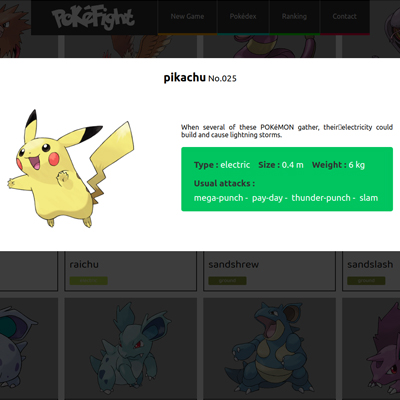 PoKéFight
New Game
Pokédex
Ranking
Contact
pikachu No.025
When several of these POKéMON gather, their□electricity could
build and cause lightning storms.
Type : electric Size : 0.4 m Weight : 6 kg
Usual attacks :
mega-punch - pay-day - thunder-punch - slam
raichu
sandshrew
sandslash